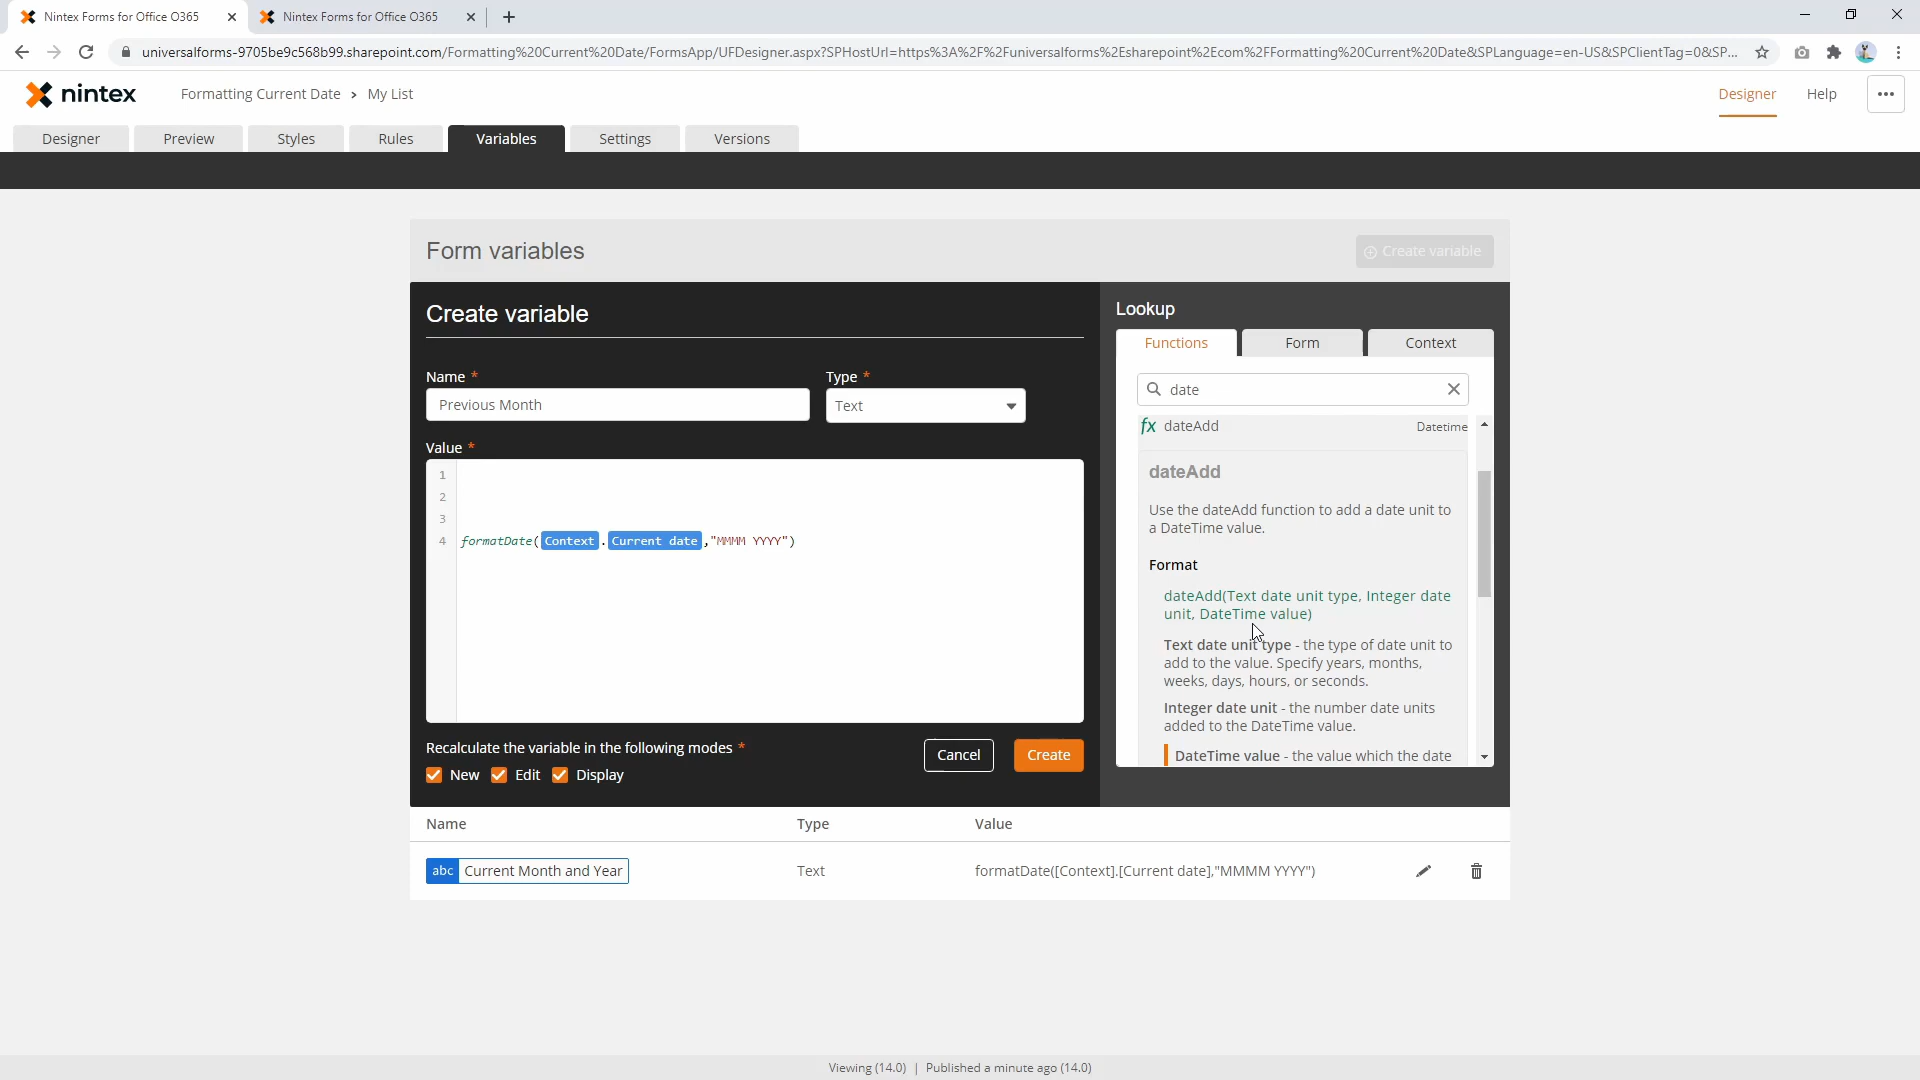 Nintex Forms for Office O365
Nintex Forms for Office O365
universalforms-9705be9c568b99.sharepoint.com/Formatting%20Current%20Date/FormsApp/UFDesigner.aspx?SPHostUrl=https%3A%2F%2Funiversalforms%2Esharepoint%2Ecom%2FFormatting%20Current%20Date&SPLanguage=en-US&SPClientTag=0&SP...
nintex
Formatting Current Date > My List
Designer
Help
Designer
Preview
Styles
Rules
Variables
Settings
Versions
Form variables
Create variable
Create variable
Name *
Type *
Previous Month
Text
Value *
1
2
3
4 formatDate(Context.Current date,"MMMM YYYY")
Recalculate the variable in the following modes *
New Edit Display
Cancel
Create
Lookup
Functions
Form
Context
date
fx dateAdd Datetime
dateAdd
Use the dateAdd function to add a date unit to
a DateTime value.
Format
dateAdd(Text date unit type, Integer date
unit, DateTime value)
Text date unit type - the type of date unit to
add to the value. Specify years, months,
weeks, days, hours, or seconds.
Integer date unit - the number date units
added to the DateTime value.
DateTime value - the value which the date
Name Type Value
abc Current Month and Year Text formatDate([Context].[Current date],"MMMM YYYY")
Viewing (14.0) | Published a minute ago (14.0)